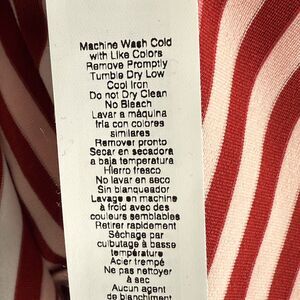 Machine Wash Cold
with Like Colors
Remove Promptly
Tumble Dry Low
Cool Iron
Do not Dry Clean
No Bleach
Lavar a màquina
fria con colores
similares
Remover pronto
Secar en secadora
a baja temperatura
Hierro fresco
No lavar en seco
Sin blanqueador
Lavage en machine
à froid avec des
couleurs semblables
Retirer rapidement
Séchage par
culbutage à basse
température
Acier trempé
Ne pas nettoyer
à sec
Aucun agent
de blanchiment